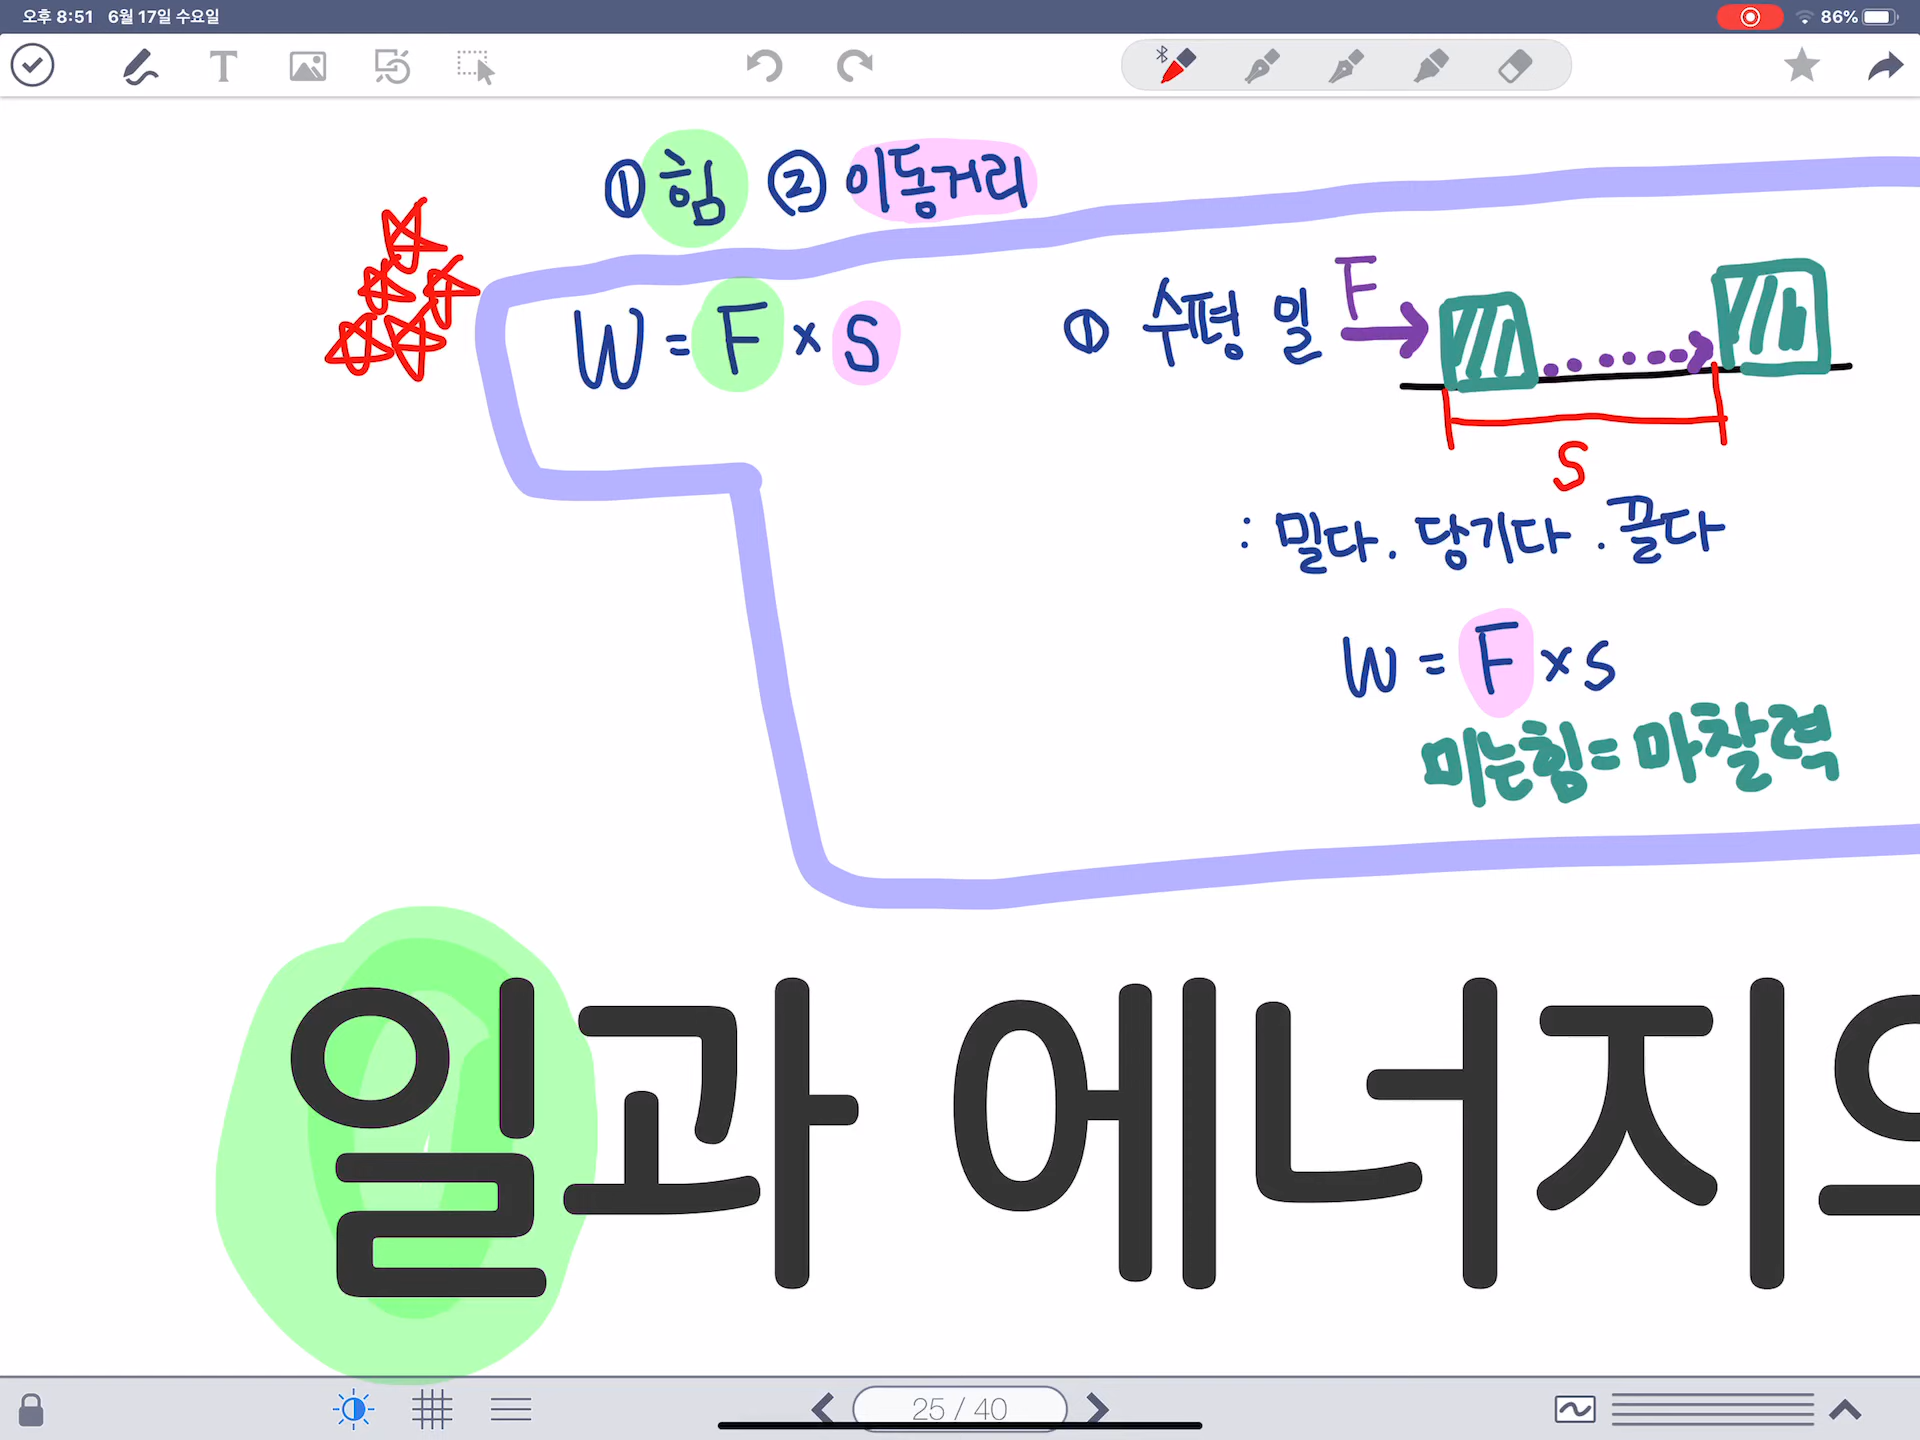 오후 8:51 6월 17일 수요일
86%
T
① 힘 ② 이동거리
W = F × S
① 수평 밀
F
S
: 밀다. 당기다. 끌다
W = F × S
미는힘 = 마찰력
일과 에너지의
25 / 40